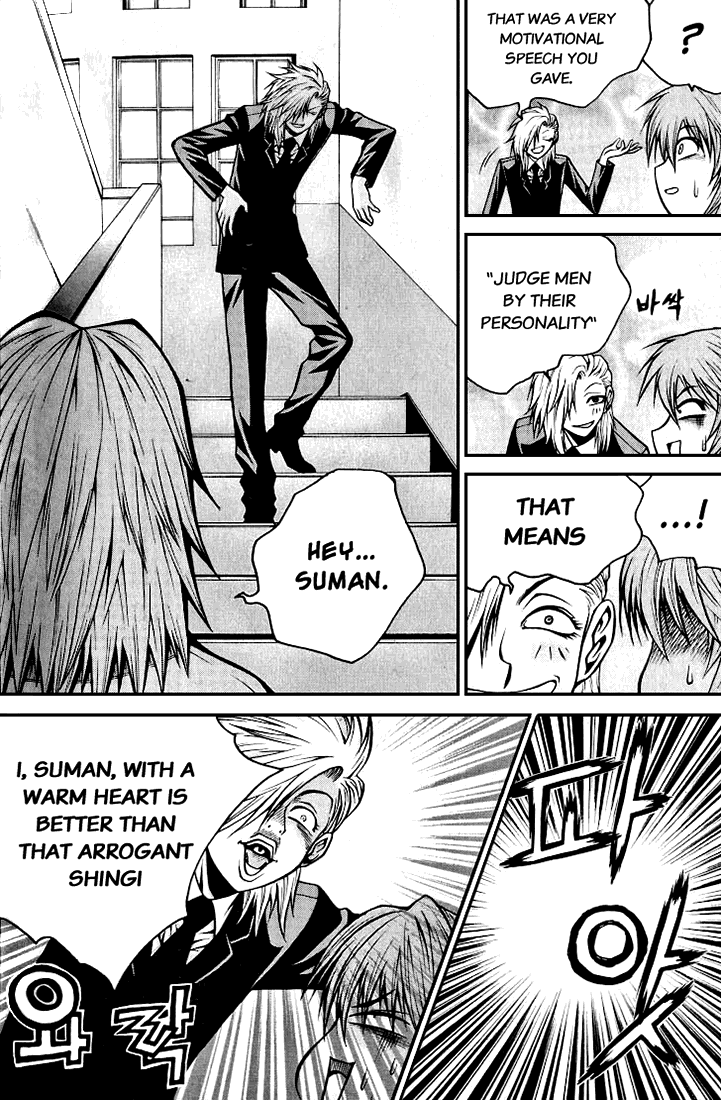 HEY...
SUMAN.
THAT WAS A VERY
MOTIVATIONAL
SPEECH YOU
GAVE.
?
"JUDGE MEN
BY THEIR
PERSONALITY"
바싹
THAT
MEANS
...!
I, SUMAN, WITH A
WARM HEART IS
BETTER THAN
THAT ARROGANT
SHINGI
와락
파
앗